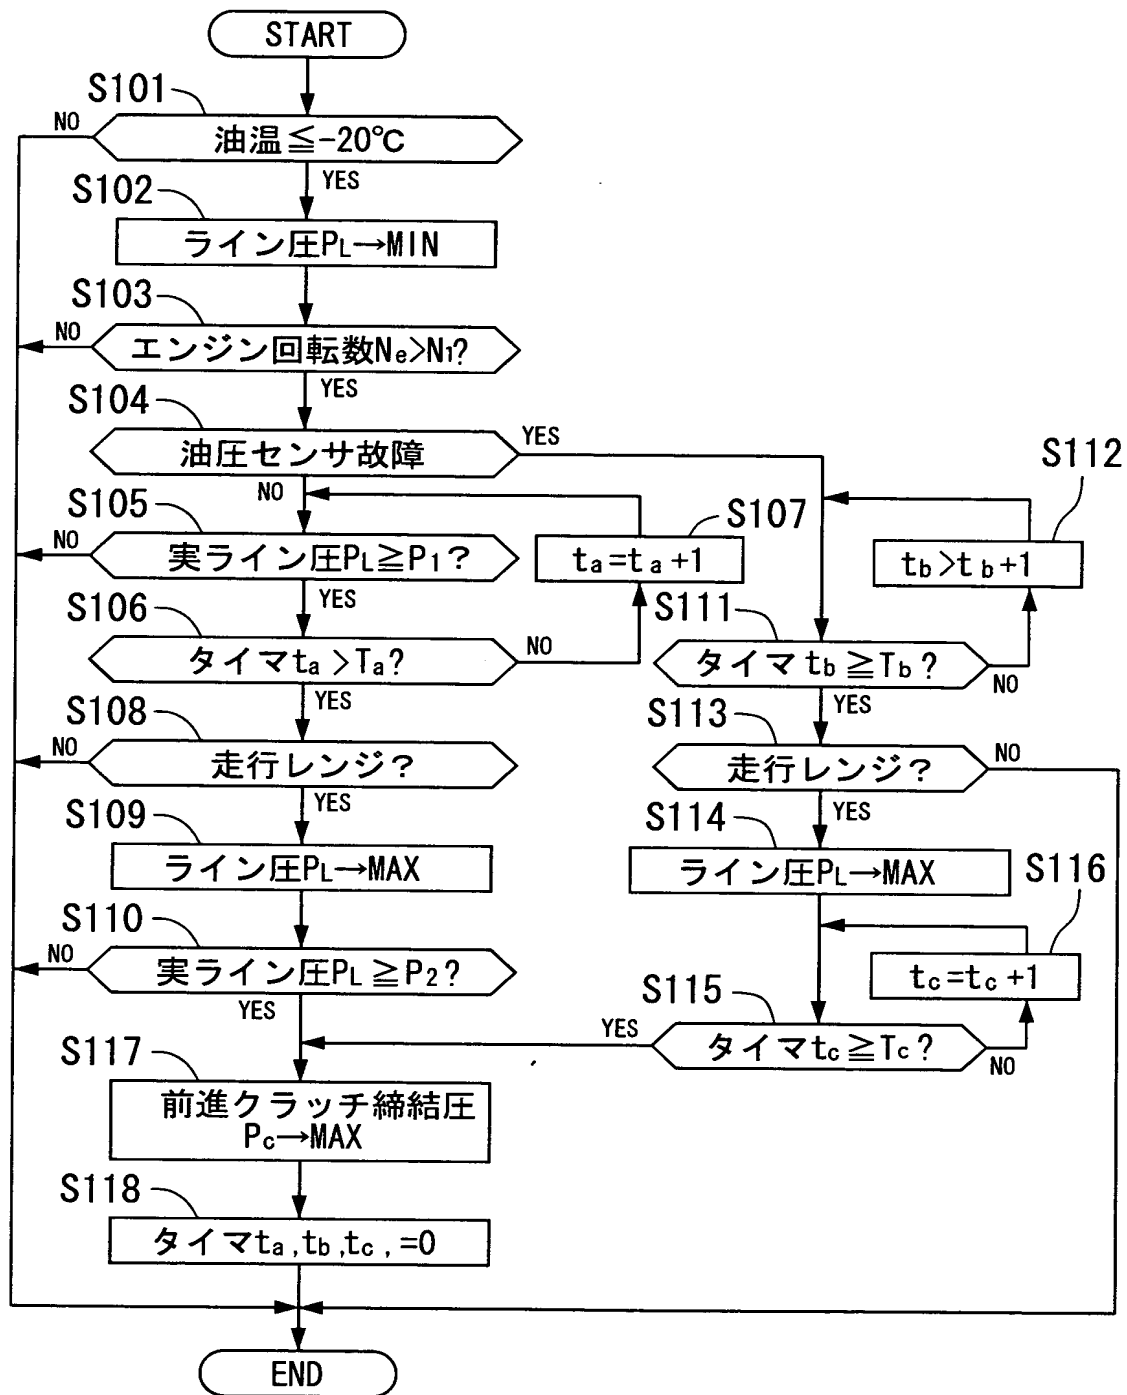 START
S101
NO
油温≦-20℃
YES
S102
ライン圧PL→MIN
S103
NO
エンジン回転数Ne>N1?
YES
S104
油圧センサ故障
YES
NO
S105
NO
実ライン圧PL≧P1?
YES
S107
ta=ta+1
S112
tb>tb+1
S106
タイマta>Ta?
NO
YES
S111
タイマtb≧Tb?
NO
YES
S108
NO
走行レンジ?
YES
S113
走行レンジ?
NO
YES
S109
ライン圧PL→MAX
S114
ライン圧PL→MAX
S116
tc=tc+1
S110
NO
実ライン圧PL≧P2?
YES
S115
YES
タイマtc≧Tc?
NO
S117
前進クラッチ締結圧
Pc→MAX
S118
タイマta,tb,tc,=0
END